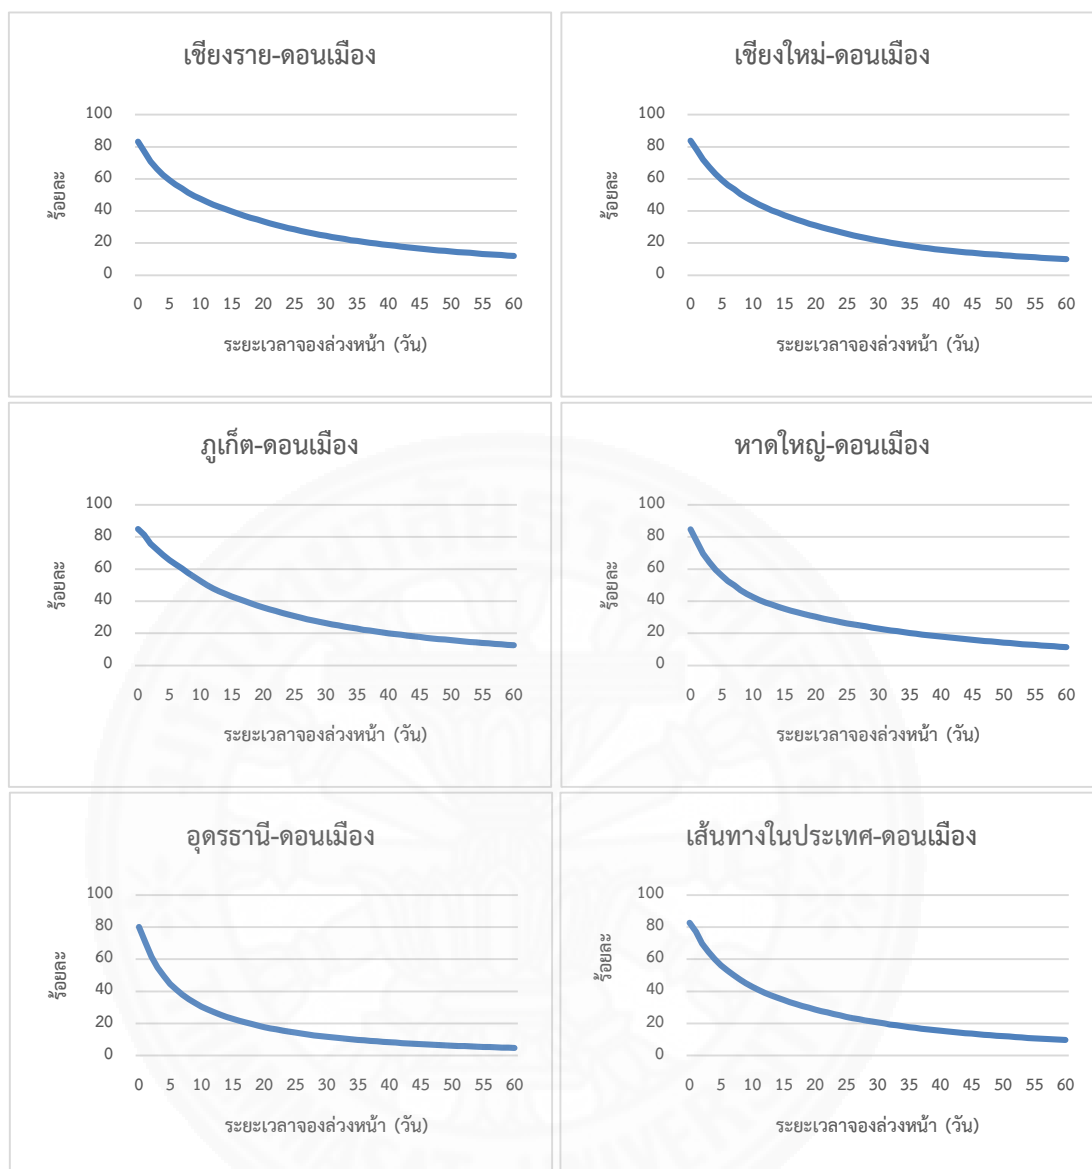 เชียงราย-ดอนเมือง
100
80
60
40
20
0
ร้อยละ
0 5 10 15 20 25 30 35 40 45 50 55 60
ระยะเวลาจองล่วงหน้า (วัน)
เชียงใหม่-ดอนเมือง
100
80
60
40
20
0
ร้อยละ
0 5 10 15 20 25 30 35 40 45 50 55 60
ระยะเวลาจองล่วงหน้า (วัน)
ภูเก็ต-ดอนเมือง
100
80
60
40
20
0
ร้อยละ
0 5 10 15 20 25 30 35 40 45 50 55 60
ระยะเวลาจองล่วงหน้า (วัน)
หาดใหญ่-ดอนเมือง
100
80
60
40
20
0
ร้อยละ
0 5 10 15 20 25 30 35 40 45 50 55 60
ระยะเวลาจองล่วงหน้า (วัน)
อุดรธานี-ดอนเมือง
100
80
60
40
20
0
ร้อยละ
0 5 10 15 20 25 30 35 40 45 50 55 60
ระยะเวลาจองล่วงหน้า (วัน)
เส้นทางในประเทศ-ดอนเมือง
100
80
60
40
20
0
ร้อยละ
0 5 10 15 20 25 30 35 40 45 50 55 60
ระยะเวลาจองล่วงหน้า (วัน)